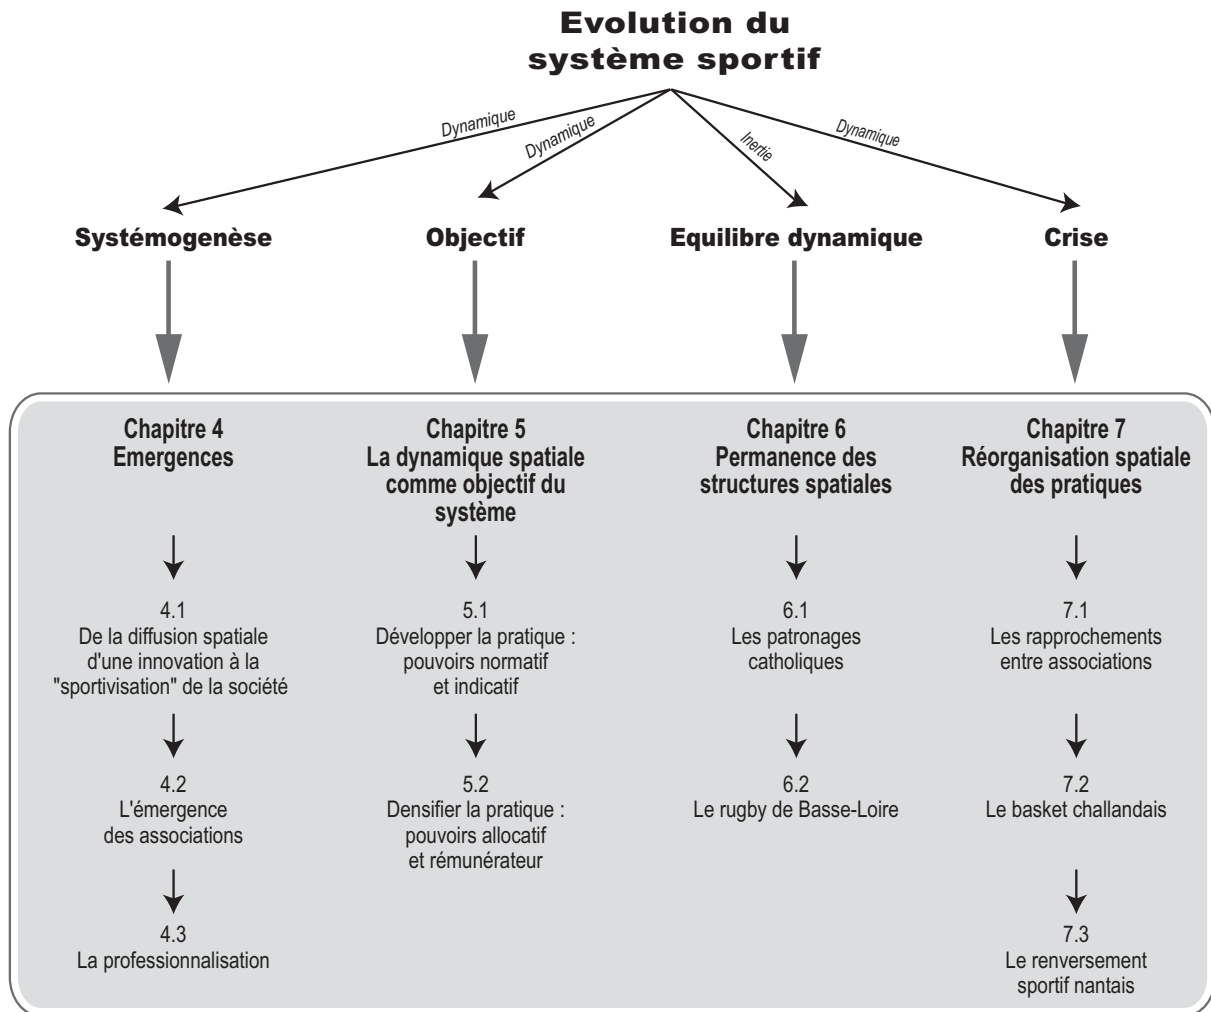 Evolution du
système sportif
Dynamique
Dynamique
Inertie
Dynamique
Systémogenèse
Objectif
Equilibre dynamique
Crise
Chapitre 4
Emergences
4.1
De la diffusion spatiale
d'une innovation à la
"sportivisation" de la société
4.2
L'émergence
des associations
4.3
La professionnalisation
Chapitre 5
La dynamique spatiale
comme objectif du
système
5.1
Développer la pratique :
pouvoirs normatif
et indicatif
5.2
Densifier la pratique :
pouvoirs allocatif
et rémunérateur
Chapitre 6
Permanence des
structures spatiales
6.1
Les patronages
catholiques
6.2
Le rugby de Basse-Loire
Chapitre 7
Réorganisation spatiale
des pratiques
7.1
Les rapprochements
entre associations
7.2
Le basket challandais
7.3
Le renversement
sportif nantais